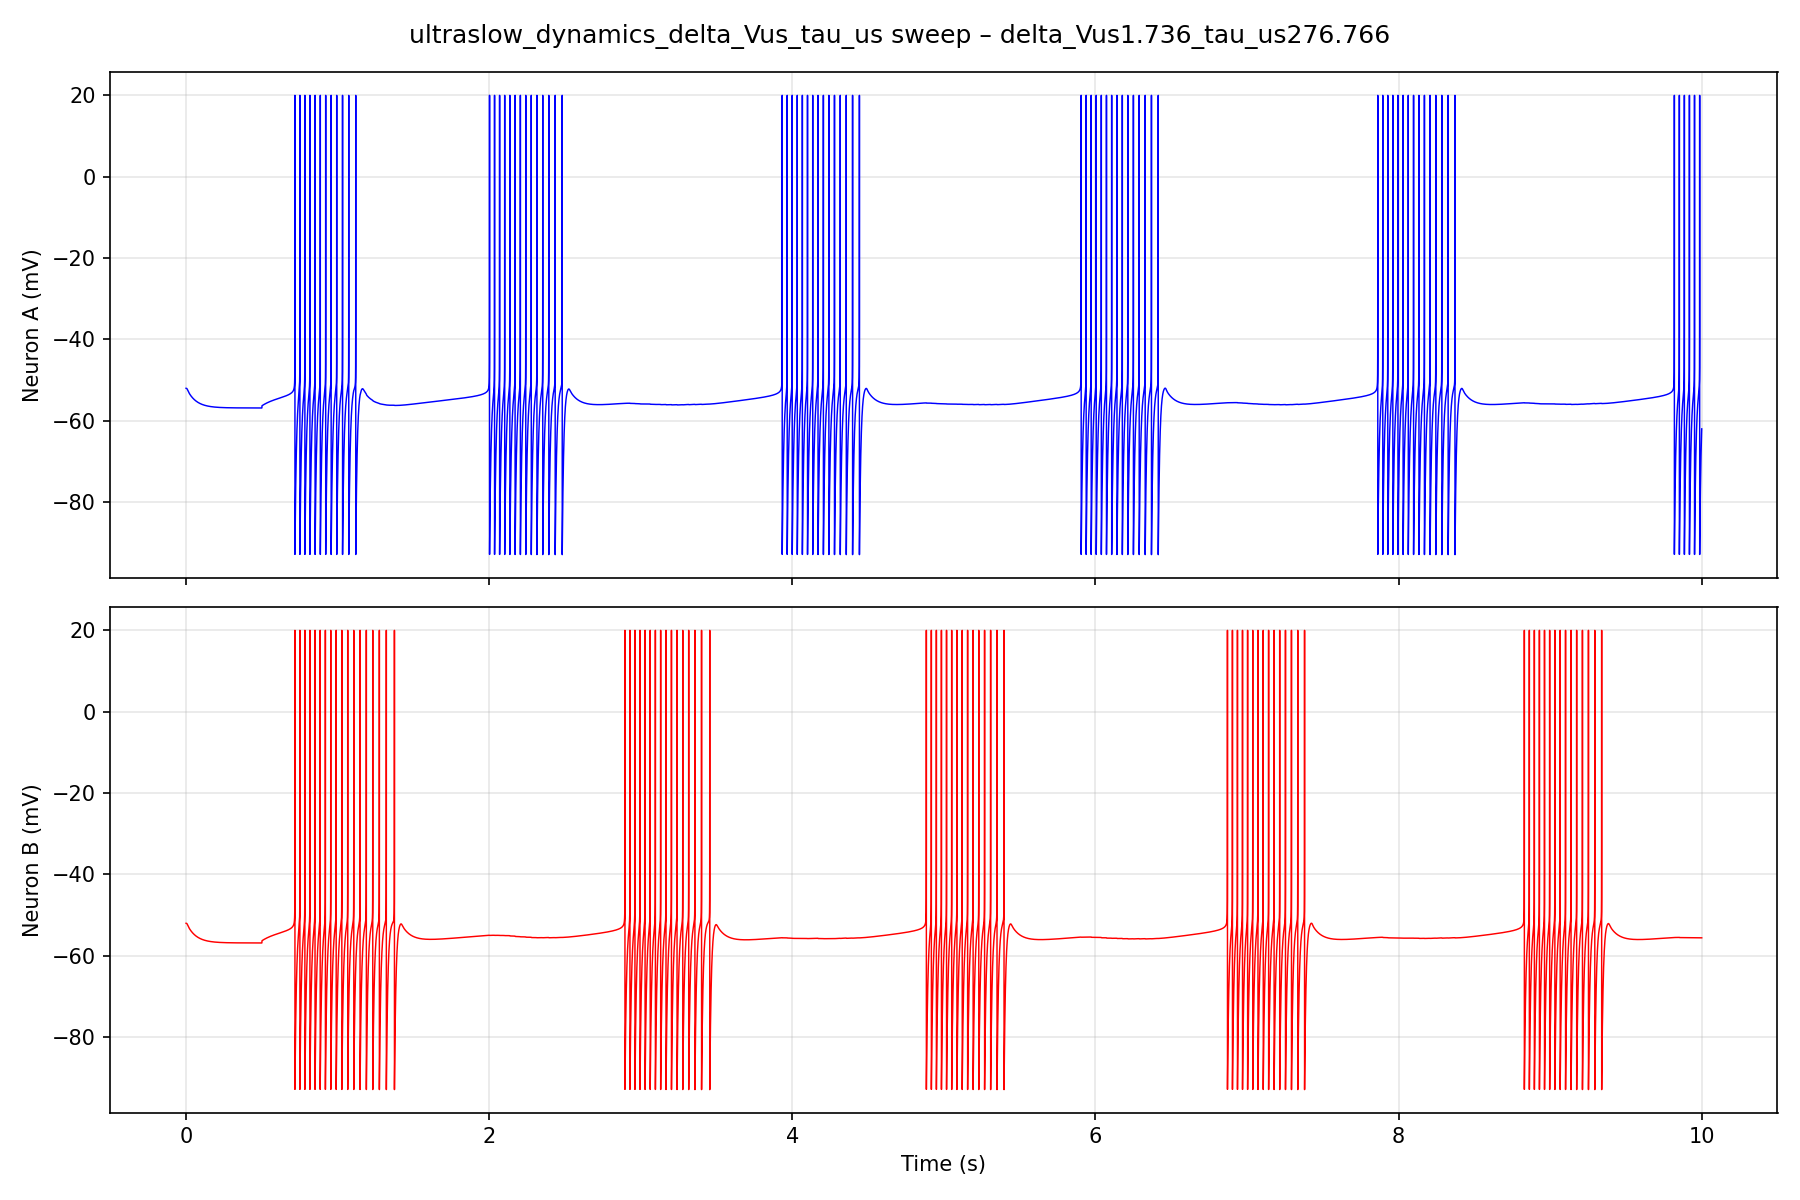 ultraslow_dynamics_delta_Vus_tau_us sweep – delta_Vus1.736_tau_us276.766
20
0
−20
−40
−60
−80
Neuron A (mV)
20
0
−20
−40
−60
−80
Neuron B (mV)
0 2 4 6 8 10
Time (s)